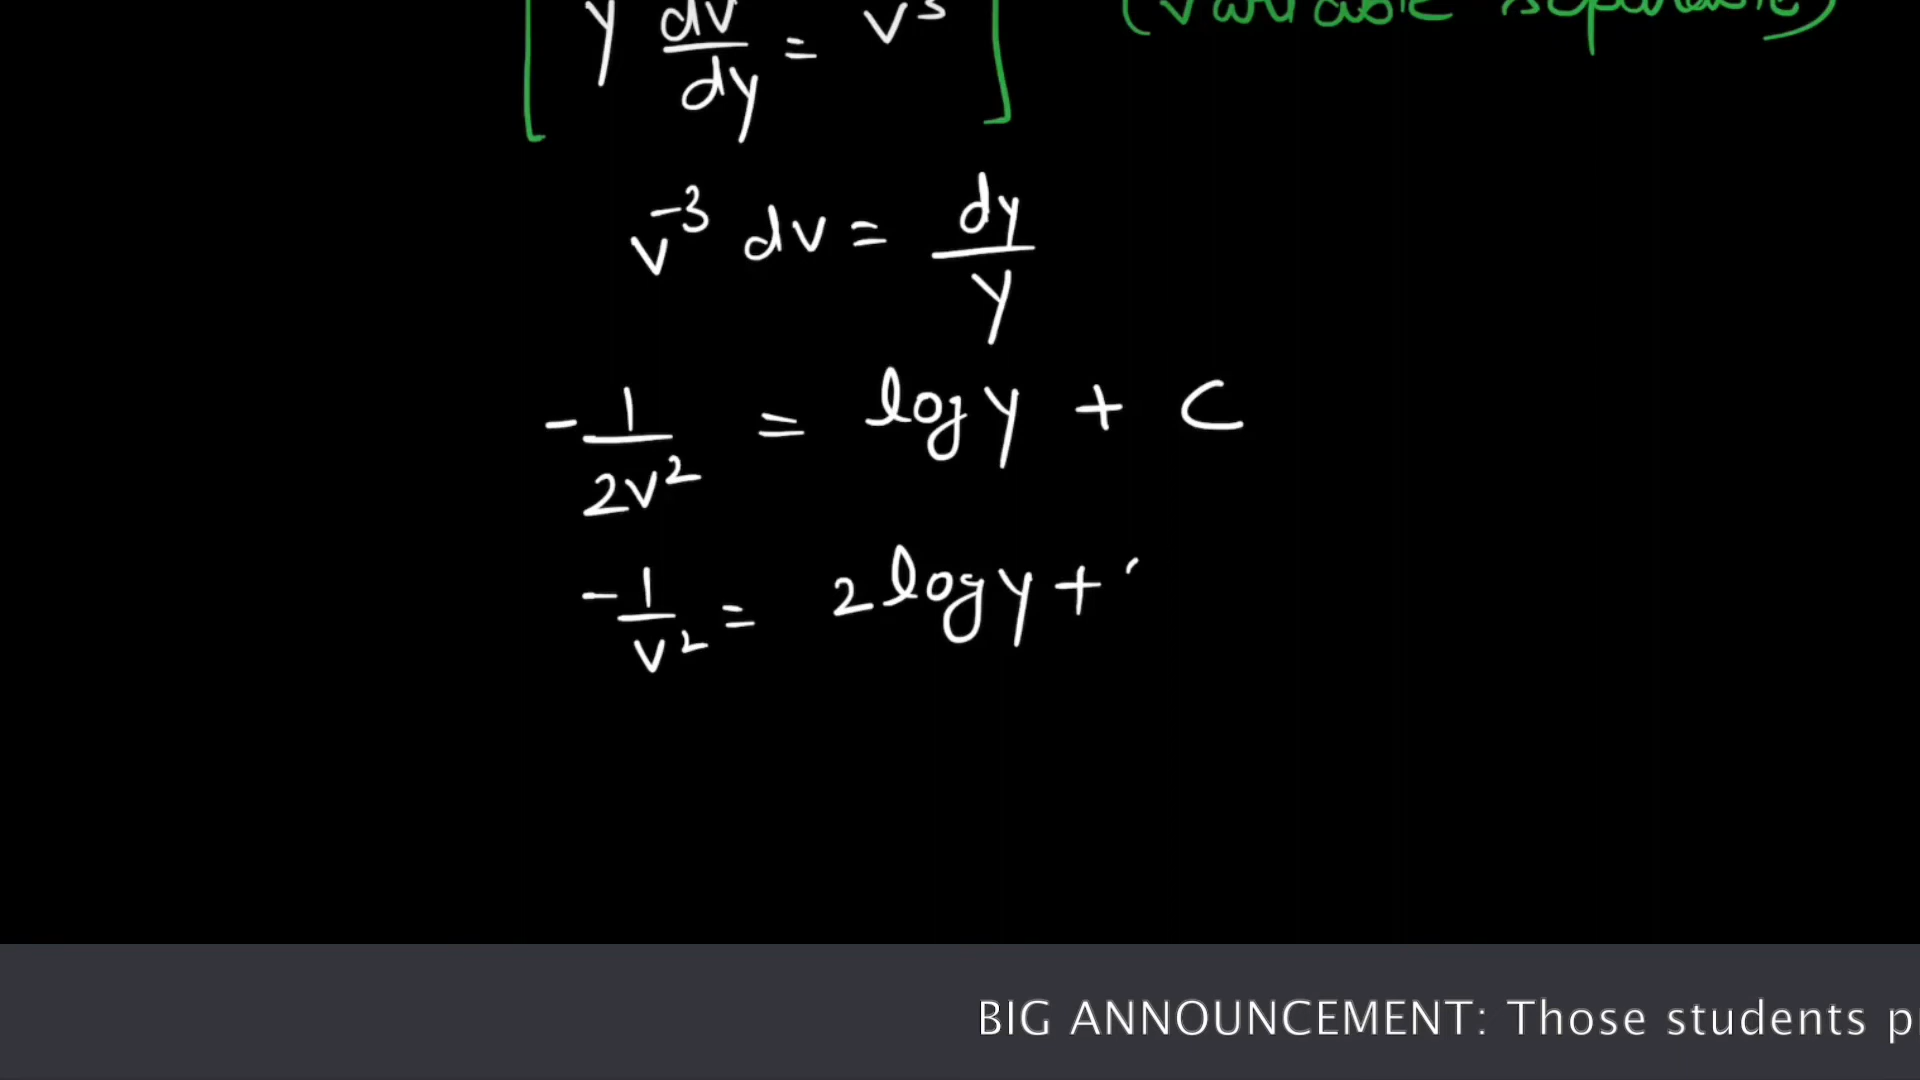 [ y dv/dy = v³ ] (variable separable)
v⁻³ dv = dy/y
-1/2v² = log y + C
-1/v² = 2 log y +
BIG ANNOUNCEMENT: Those students